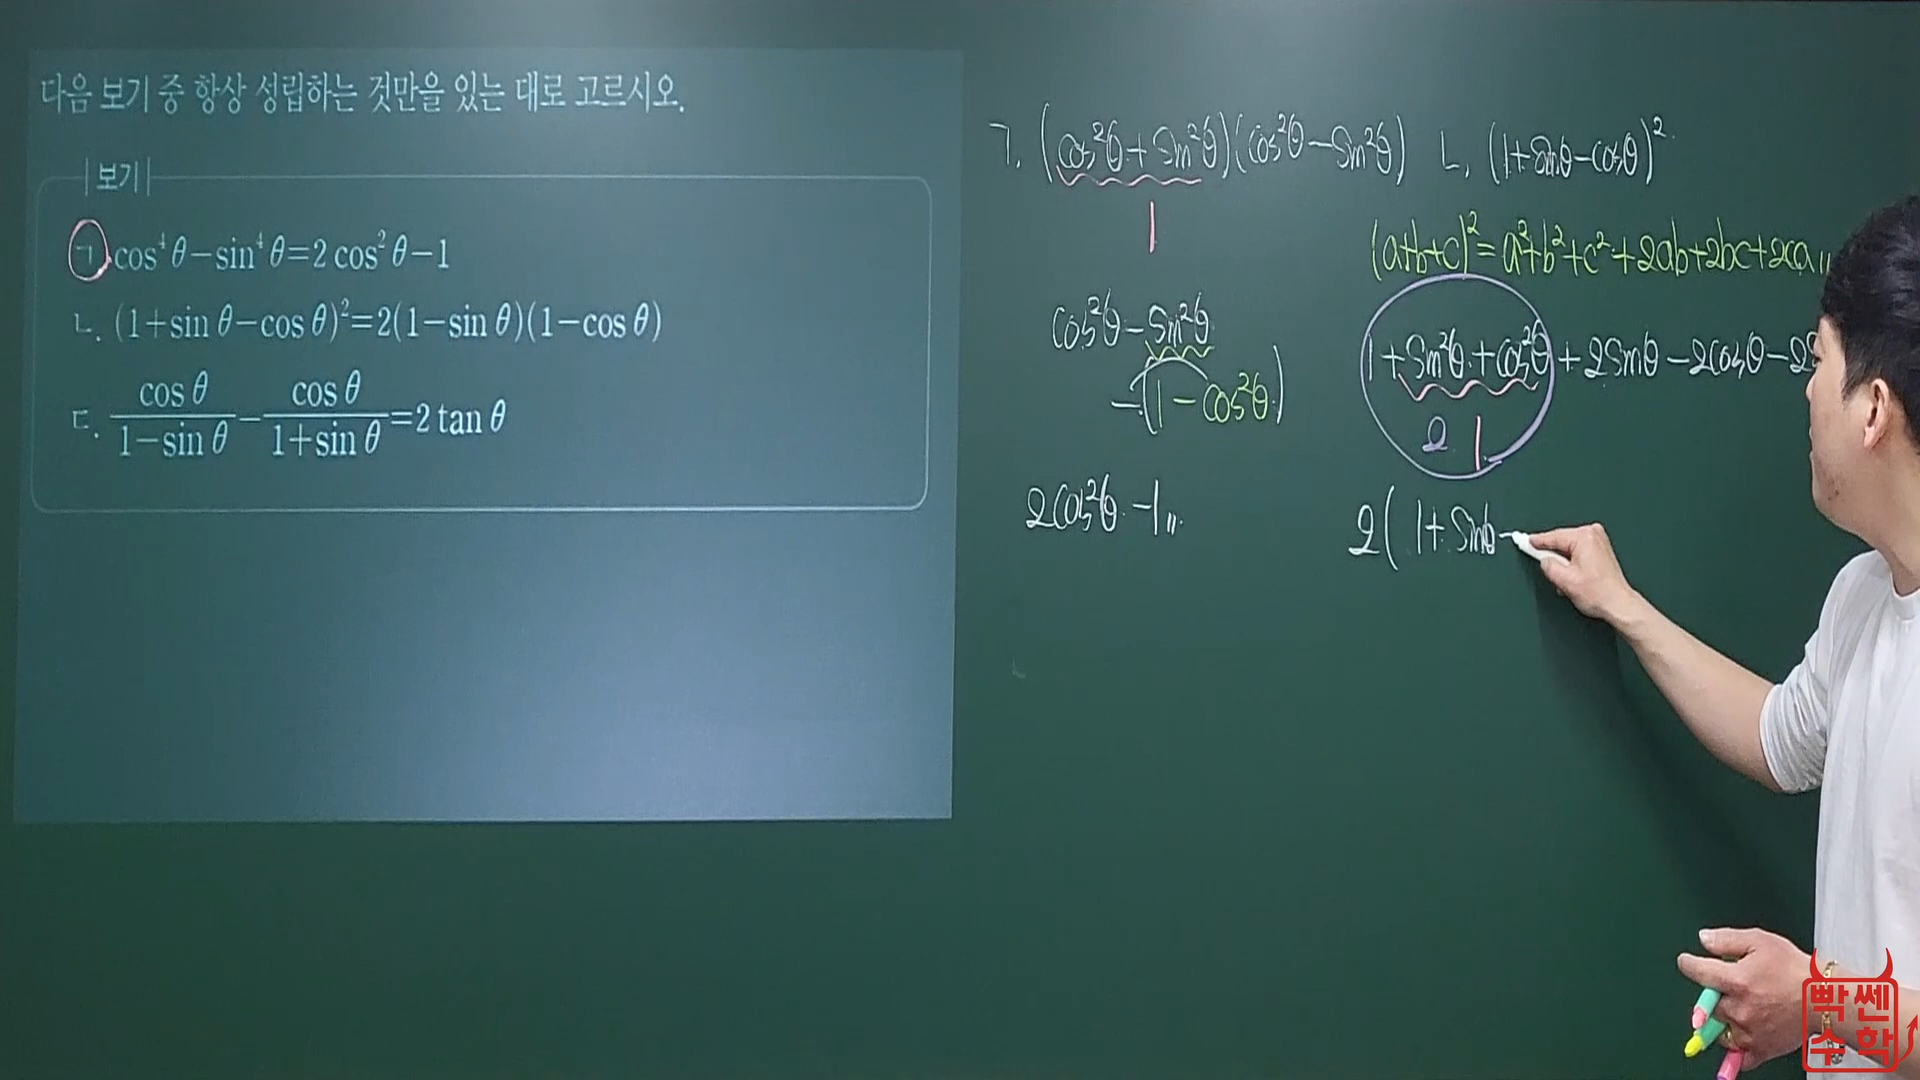 다음 보기 중 항상 성립하는 것만을 있는 대로 고르시오.
보기
ㄱ. cos⁴θ−sin⁴θ=2cos²θ−1
ㄴ. (1+sinθ−cosθ)²=2(1−sinθ)(1−cosθ)
ㄷ. cosθ/(1−sinθ) − cosθ/(1+sinθ) = 2tanθ
ㄱ. (cos²θ+sin²θ)(cos²θ−sin²θ)
1
cos²θ−sin²θ
−(1−cos²θ)
2cos²θ−1
ㄴ. (1+sinθ−cosθ)²
(a+b+c)²=a²+b²+c²+2ab+2bc+2ca
1+sin²θ+cos²θ+2sinθ−2cosθ−2
2 1
2(1+sinθ−
빡쎈
수학